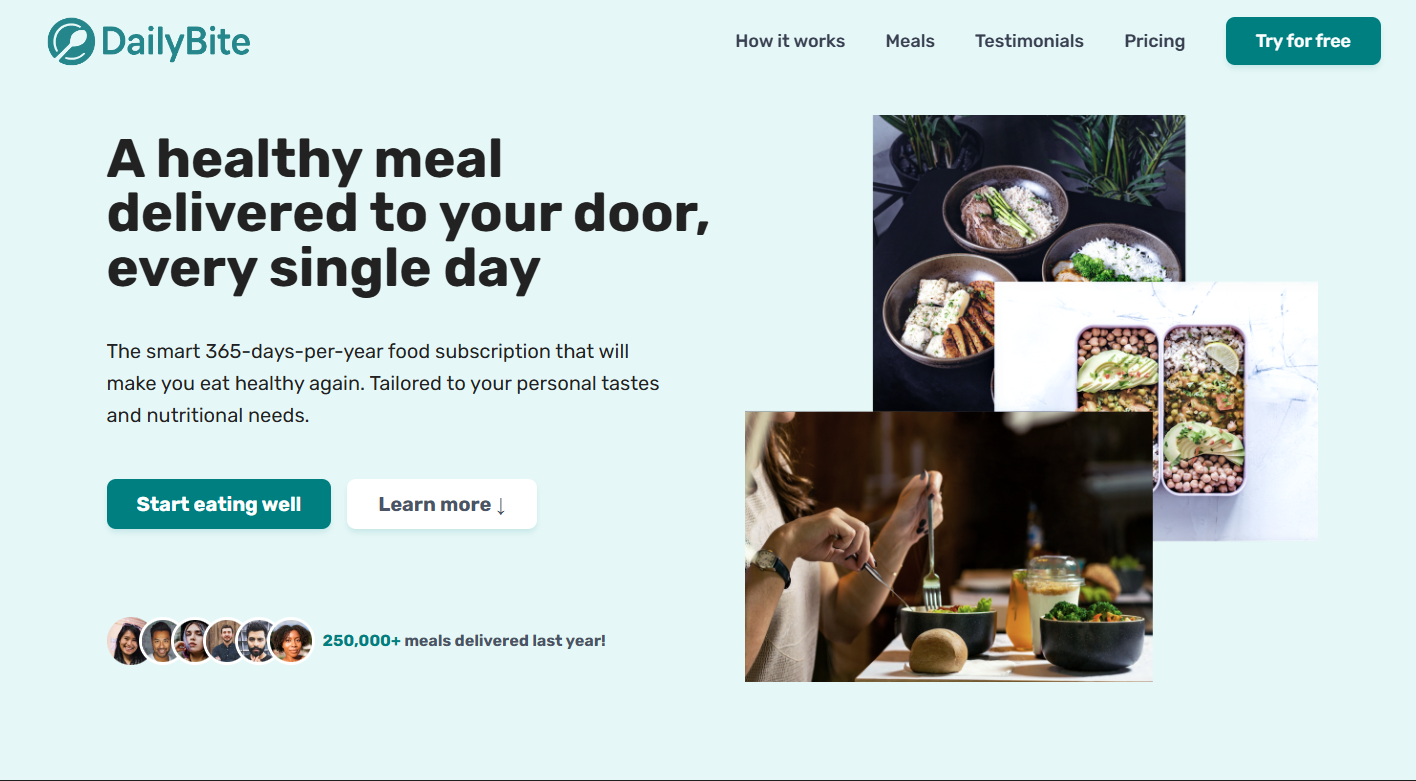 DailyBite
How it works
Meals
Testimonials
Pricing
Try for free
A healthy meal
delivered to your door,
every single day
The smart 365-days-per-year food subscription that will
make you eat healthy again. Tailored to your personal tastes
and nutritional needs.
Start eating well
Learn more ↓
250,000+ meals delivered last year!